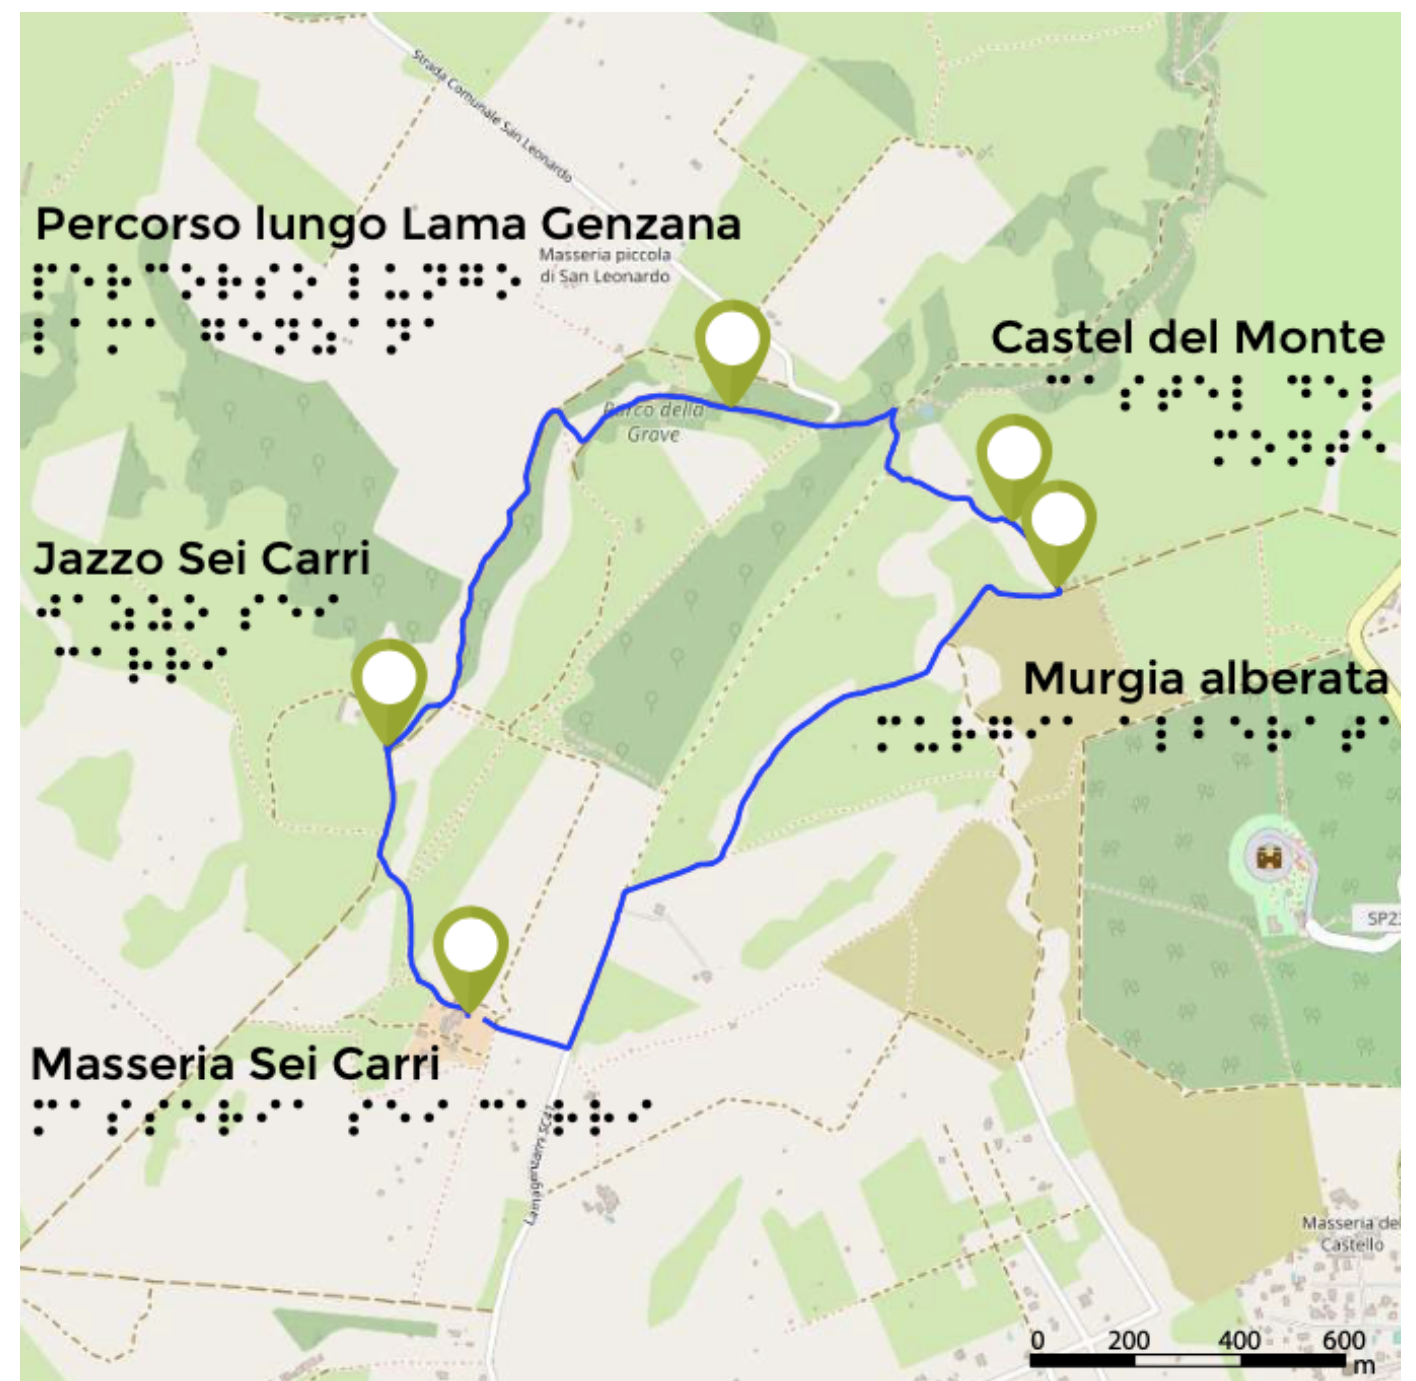 Strada Comunale San Leonardo
Percorso lungo Lama Genzana
⠏⠑⠗⠉⠕⠗⠎⠕ ⠇⠥⠝⠛⠕
⠇⠁⠍⠁ ⠛⠑⠝⠵⠁⠝⠁
Masseria piccola
di San Leonardo
Castel del Monte
⠉⠁⠎⠞⠑⠇ ⠙⠑⠇
⠍⠕⠝⠞⠑
Parco della
Grave
Jazzo Sei Carri
⠚⠁⠵⠵⠕ ⠎⠑⠊
⠉⠁⠗⠗⠊
Murgia alberata
⠍⠥⠗⠛⠊⠁ ⠁⠇⠃⠑⠗⠁⠞⠁
SP23
Masseria Sei Carri
⠍⠁⠎⠎⠑⠗⠊⠁ ⠎⠑⠊ ⠉⠁⠗⠗⠊
Masseria del
Castello
0 200 400 600
m